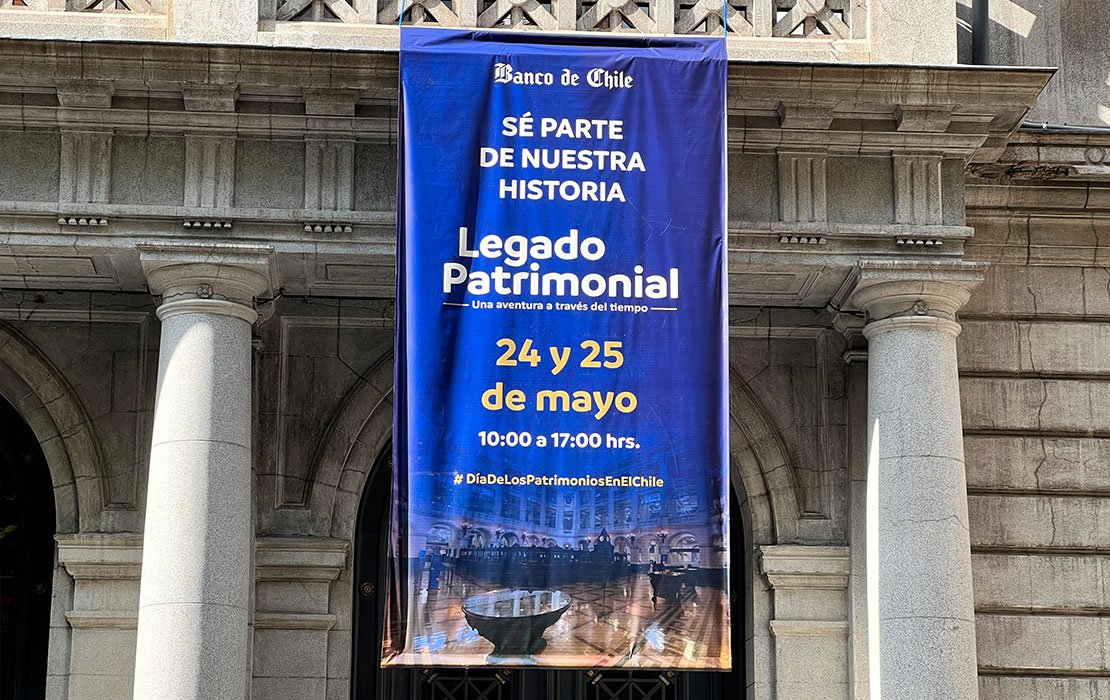 Banco de Chile
SÉ PARTE
DE NUESTRA
HISTORIA
Legado
Patrimonial
Una aventura a través del tiempo
24 y 25
de mayo
10:00 a 17:00 hrs.
# DíaDeLosPatrimoniosEnElChile